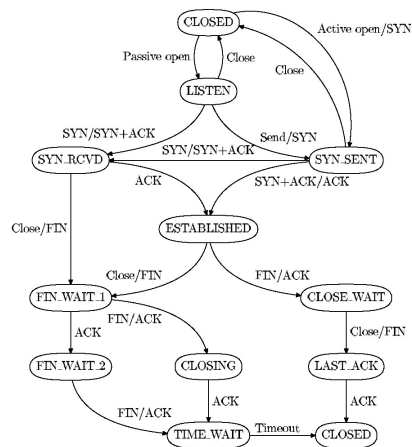 CLOSED
Active open/SYN
Passive open
Close
Close
LISTEN
SYN/SYN+ACK
Send/SYN
SYN/SYN+ACK
SYN_RCVD
SYN_SENT
ACK
SYN+ACK/ACK
ESTABLISHED
Close/FIN
Close/FIN
FIN/ACK
FIN_WAIT_1
CLOSE_WAIT
FIN/ACK
ACK
Close/FIN
FIN_WAIT_2
CLOSING
LAST_ACK
FIN/ACK
ACK
ACK
Timeout
TIME_WAIT
CLOSED